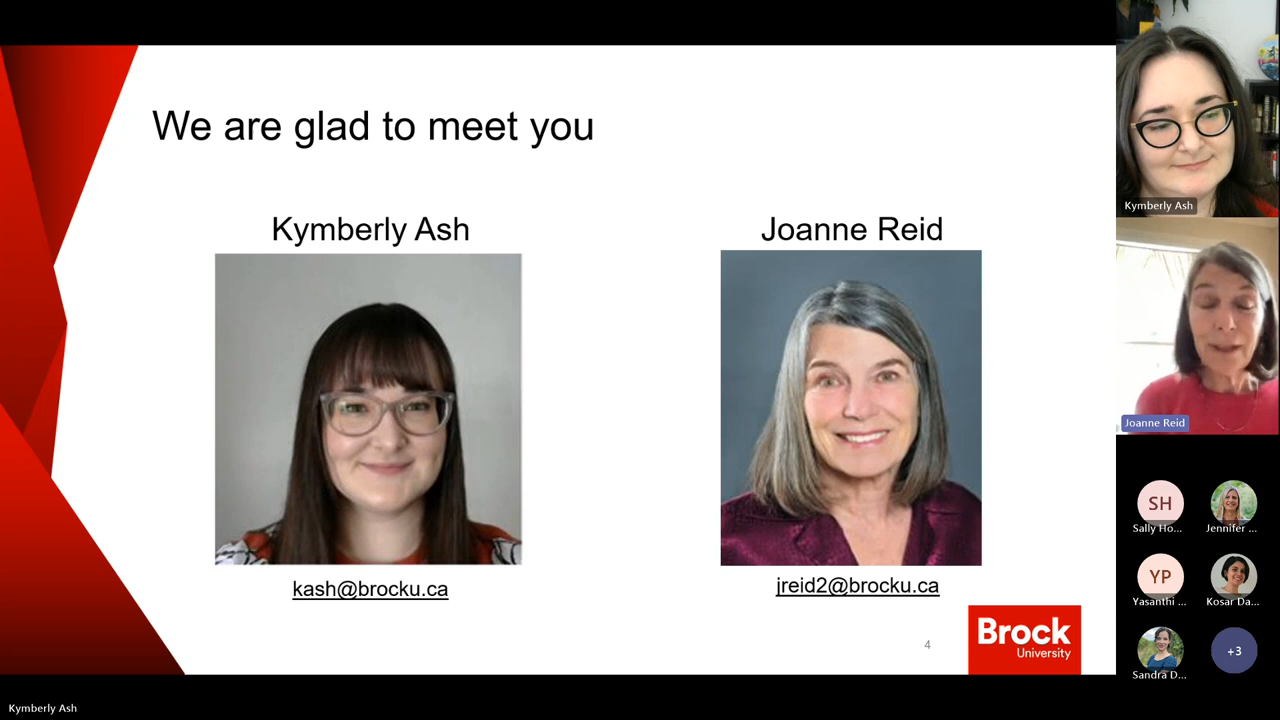 We are glad to meet you
Kymberly Ash
Joanne Reid
kash@brocku.ca
jreid2@brocku.ca
4
Brock
University
Kymberly Ash
Joanne Reid
SH
Sally Ho...
Jennifer ...
YP
Yasanthi ...
Kosar Da...
Sandra D...
+3
Kymberly Ash